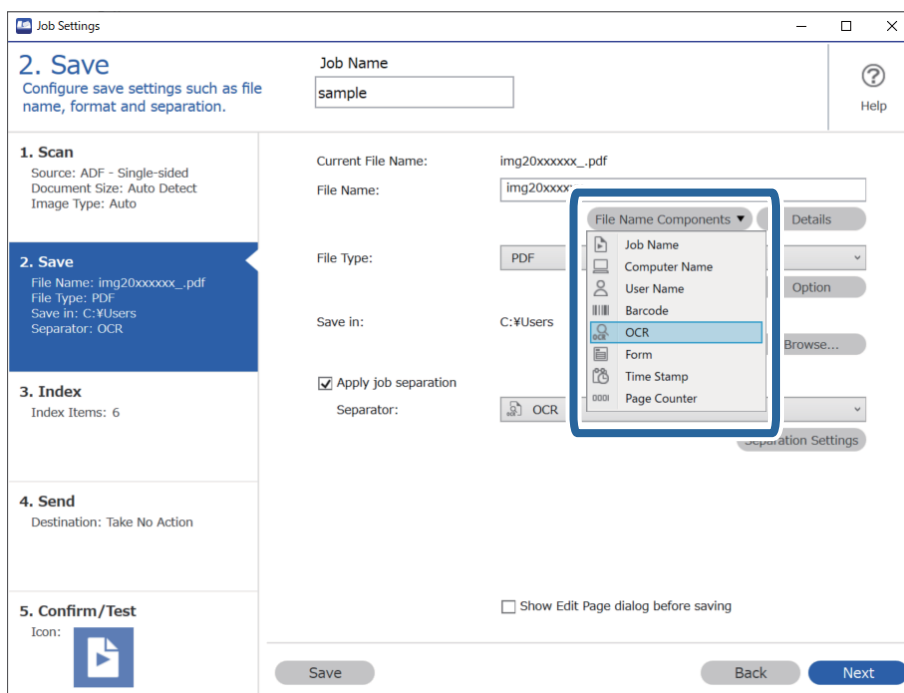 Job Settings
2. Save
Configure save settings such as file
name, format and separation.
Job Name
sample
Help
1. Scan
Source: ADF - Single-sided
Document Size: Auto Detect
Image Type: Auto
2. Save
File Name: img20xxxxxx_.pdf
File Type: PDF
Save in: C:¥Users
Separator: OCR
3. Index
Index Items: 6
4. Send
Destination: Take No Action
5. Confirm/Test
Icon:
Current File Name: img20xxxxxx_.pdf
File Name: img20xxxx
File Name Components ▼ Details
Job Name
Computer Name
User Name
Barcode
OCR
Form
Time Stamp
Page Counter
File Type: PDF
Option
Save in: C:¥Users
Browse...
Apply job separation
Separator: OCR
Separation Settings
Show Edit Page dialog before saving
Save Back Next